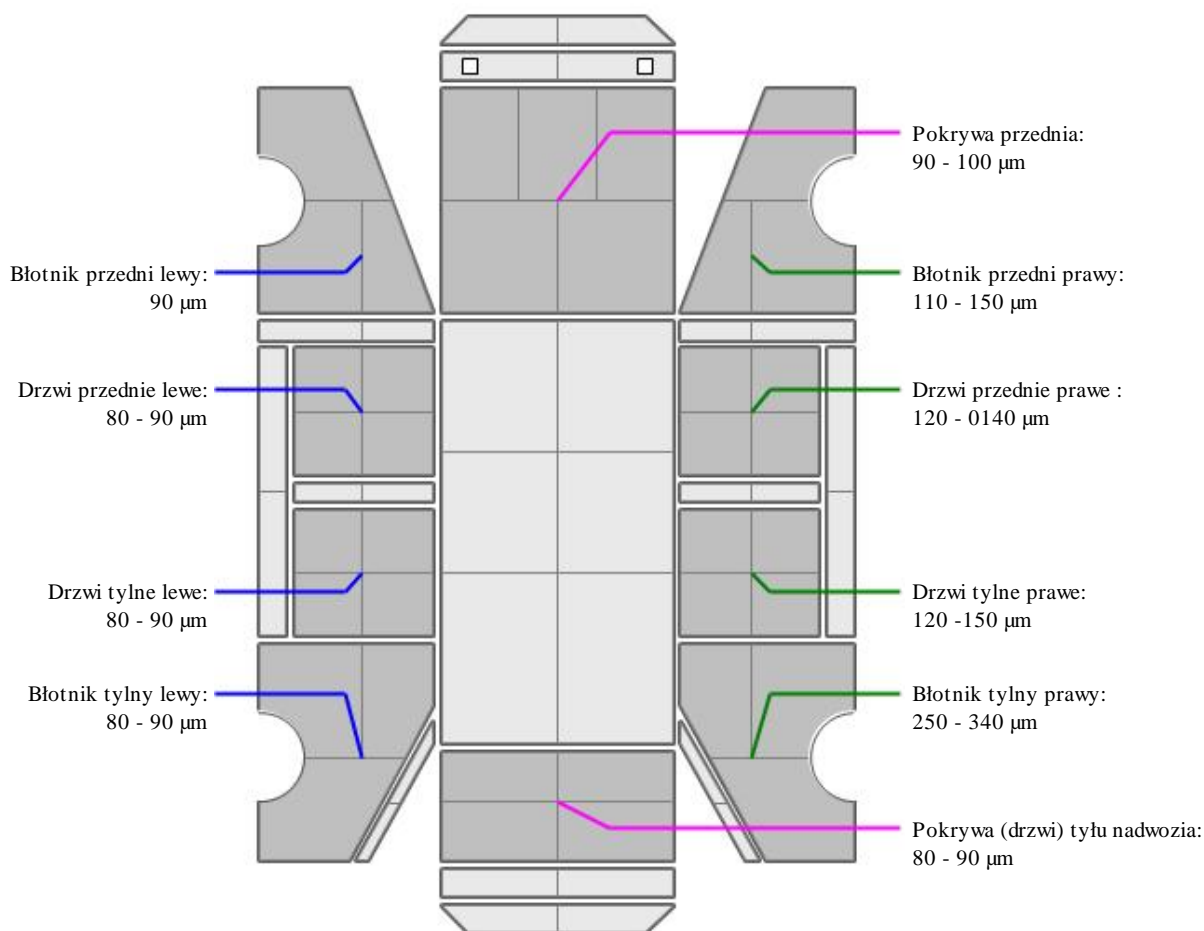 Pokrywa przednia:
90 - 100 µm
Błotnik przedni lewy:
90 µm
Błotnik przedni prawy:
110 - 150 µm
Drzwi przednie lewe:
80 - 90 µm
Drzwi przednie prawe :
120 - 0140 µm
Drzwi tylne lewe:
80 - 90 µm
Drzwi tylne prawe:
120 -150 µm
Błotnik tylny lewy:
80 - 90 µm
Błotnik tylny prawy:
250 - 340 µm
Pokrywa (drzwi) tyłu nadwozia:
80 - 90 µm